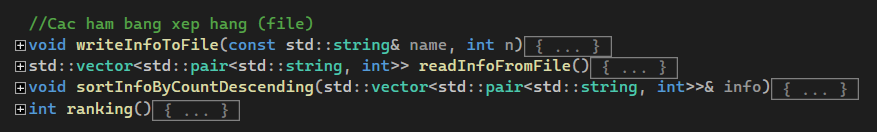 //Cac ham bang xep hang (file)
void writeInfoToFile(const std::string& name, int n){ ... }
std::vector<std::pair<std::string, int>> readInfoFromFile(){ ... }
void sortInfoByCountDescending(std::vector<std::pair<std::string, int>>& info){ ... }
int ranking(){ ... }